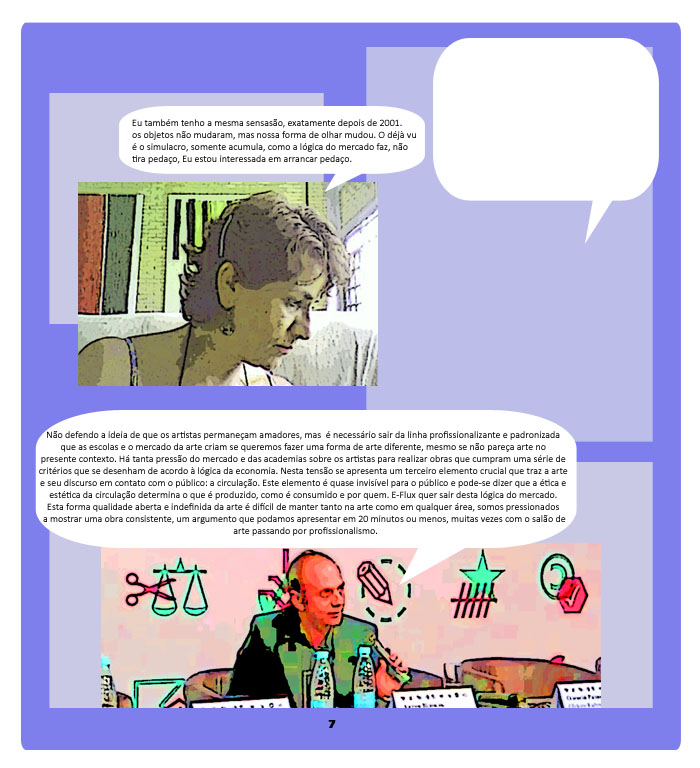 Eu também tenho a mesma sensasão, exatamente depois de 2001.
os objetos não mudaram, mas nossa forma de olhar mudou. O déjà vu
é o simulacro, somente acumula, como a lógica do mercado faz, não
tira pedaço, Eu estou interessada em arrancar pedaço.
Não defendo a ideia de que os artistas permaneçam amadores, mas é necessário sair da linha profissionalizante e padronizada
que as escolas e o mercado da arte criam se queremos fazer uma forma de arte diferente, mesmo se não pareça arte no
presente contexto. Há tanta pressão do mercado e das academias sobre os artistas para realizar obras que cumpram uma série de
critérios que se desenham de acordo à lógica da economia. Nesta tensão se apresenta um terceiro elemento crucial que traz a arte
e seu discurso em contato com o público: a circulação. Este elemento é quase invisível para o público e pode-se dizer que a ética e
estética da circulação determina o que é produzido, como é consumido e por quem. E-Flux quer sair desta lógica do mercado.
Esta forma qualidade aberta e indefinida da arte é difícil de manter tanto na arte como em qualquer área, somos pressionados
a mostrar uma obra consistente, um argumento que podamos apresentar em 20 minutos ou menos, muitas vezes com o salão de
arte passando por profissionalismo.
7